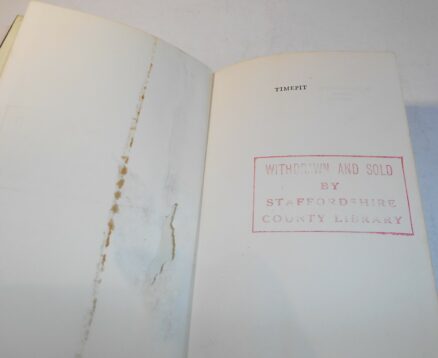 TIMEPIT
WITHDRAWN AND SOLD
BY
STAFFORDSHIRE
COUNTY LIBRARY